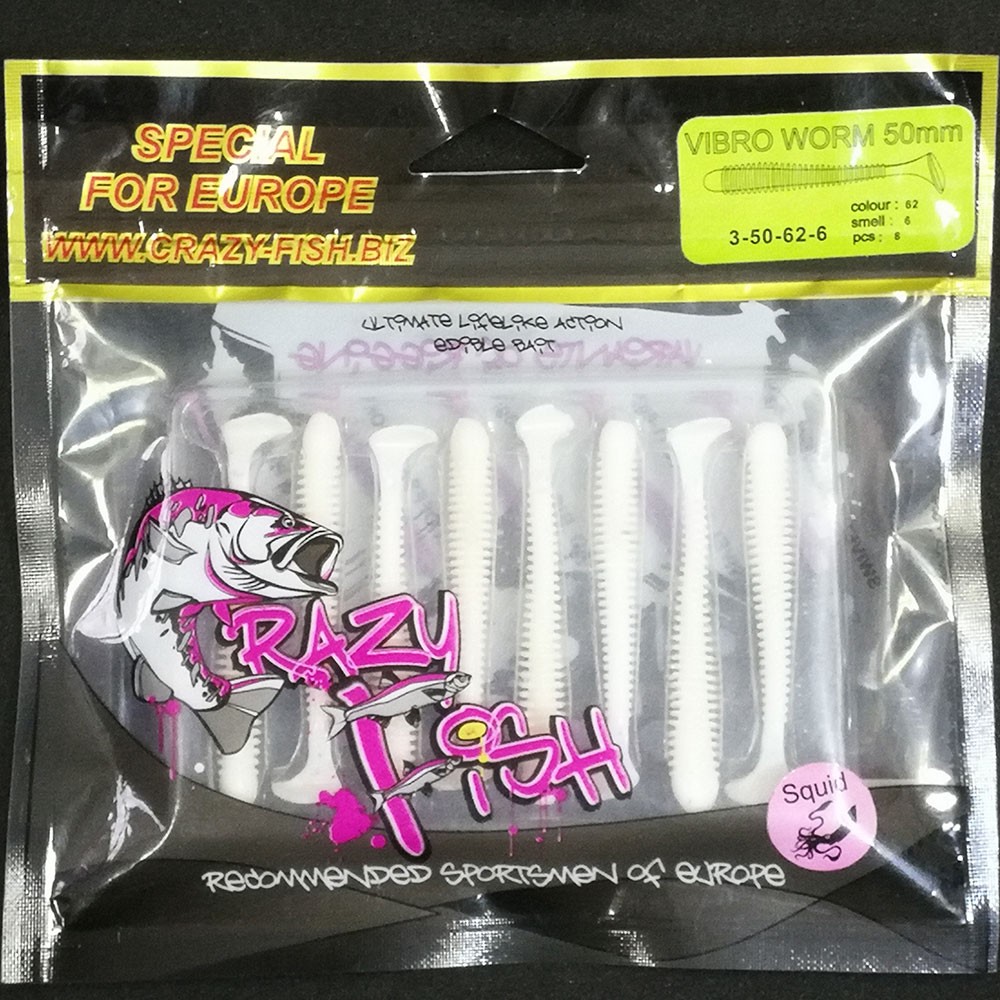 SPECIAL
FOR EUROPE
WWW.CRAZY-FISH.BIZ
VIBRO WORM 50mm
colour : 62
smell : 6
3-50-62-6
pcs : 8
ULTIMATE LIFELIKE ACTION
EDIBLE BAIT
CRAZY
FISH
Squid
RECOMMENDED SPORTSMEN OF EUROPE